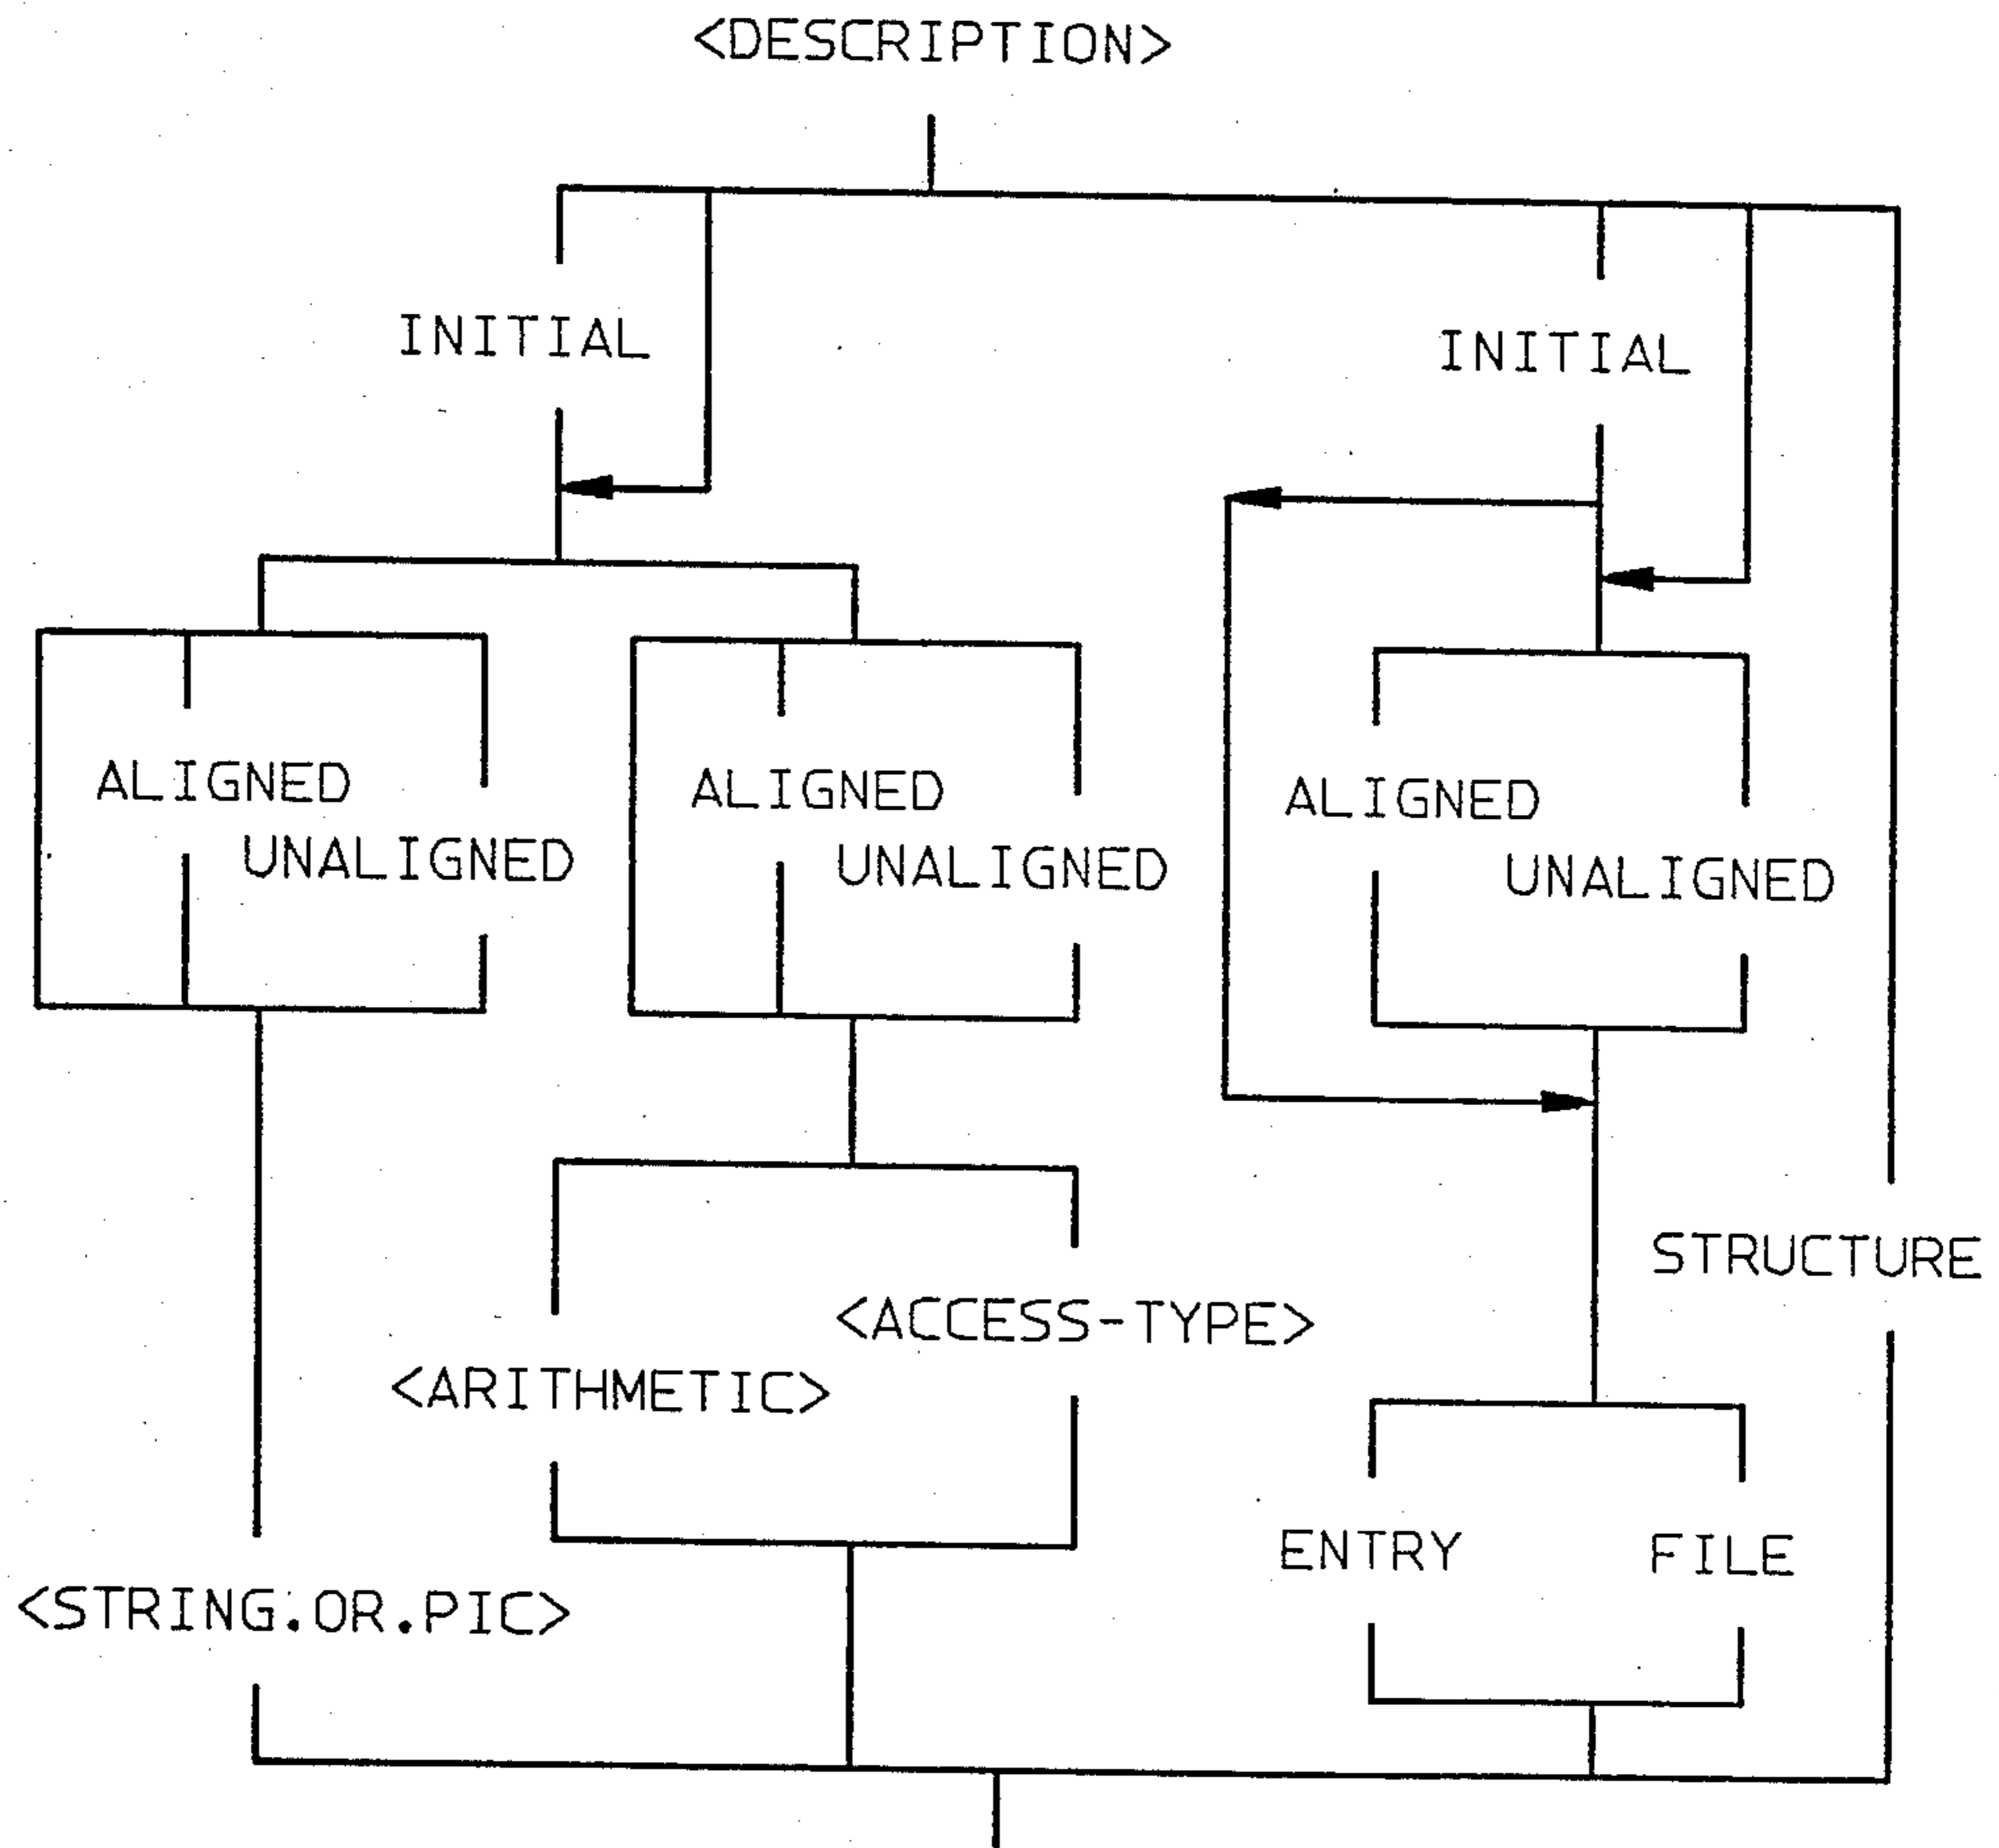 <DESCRIPTION>
INITIAL
INITIAL
ALIGNED
UNALIGNED
ALIGNED
UNALIGNED
ALIGNED
UNALIGNED
STRUCTURE
<ACCESS-TYPE>
<ARITHMETIC>
ENTRY
FILE
<STRING.OR.PIC>